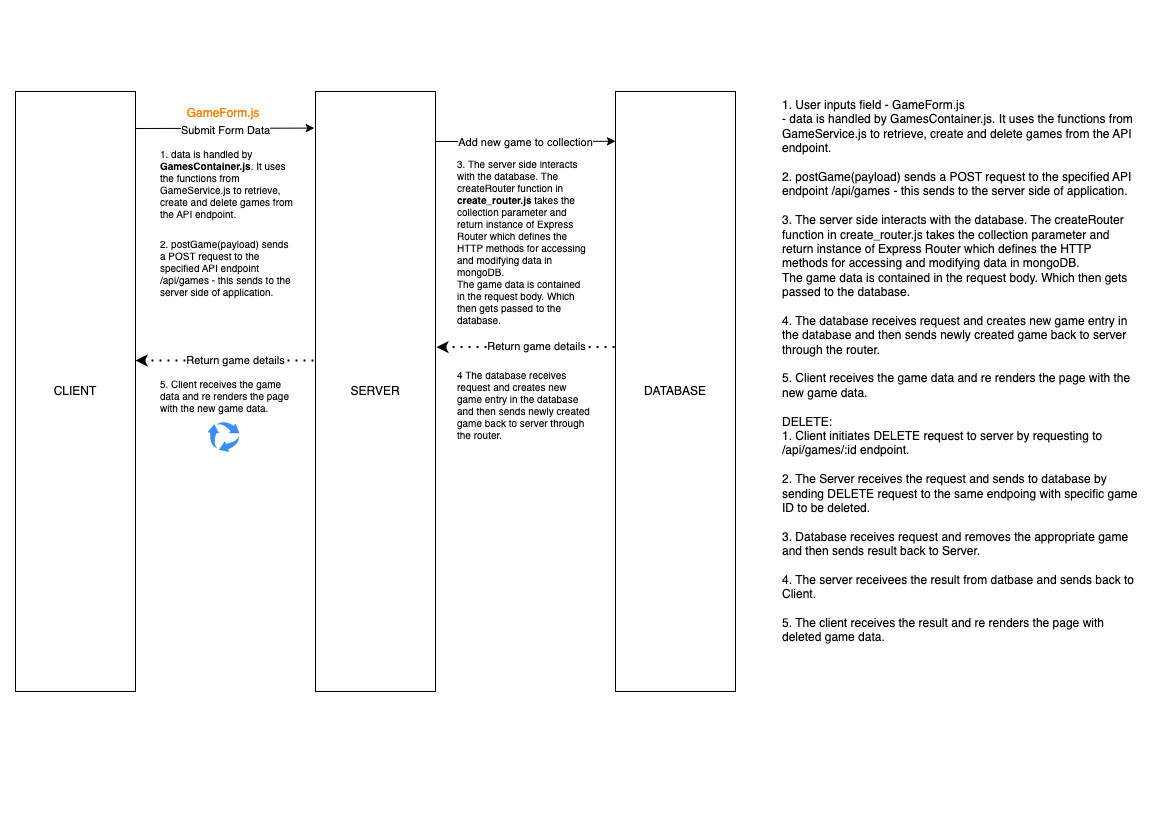 GameForm.js
Submit Form Data
1. data is handled by
GamesContainer.js. It uses
the functions from
GameService.js to retrieve,
create and delete games from
the API endpoint.
2. postGame(payload) sends
a POST request to the
specified API endpoint
/api/games - this sends to the
server side of application.
Return game details
5. Client receives the game
data and re renders the page
with the new game data.
CLIENT
SERVER
DATABASE
Add new game to collection
3. The server side interacts
with the database. The
createRouter function in
create_router.js takes the
collection parameter and
return instance of Express
Router which defines the
HTTP methods for accessing
and modifying data in
mongoDB.
The game data is contained
in the request body. Which
then gets passed to the
database.
Return game details
4 The database receives
request and creates new
game entry in the database
and then sends newly created
game back to server through
the router.
1. User inputs field - GameForm.js
- data is handled by GamesContainer.js. It uses the functions from
GameService.js to retrieve, create and delete games from the API
endpoint.
2. postGame(payload) sends a POST request to the specified API
endpoint /api/games - this sends to the server side of application.
3. The server side interacts with the database. The createRouter
function in create_router.js takes the collection parameter and
return instance of Express Router which defines the HTTP
methods for accessing and modifying data in mongoDB.
The game data is contained in the request body. Which then gets
passed to the database.
4. The database receives request and creates new game entry in
the database and then sends newly created game back to server
through the router.
5. Client receives the game data and re renders the page with the
new game data.
DELETE:
1. Client initiates DELETE request to server by requesting to
/api/games/:id endpoint.
2. The Server receives the request and sends to database by
sending DELETE request to the same endpoing with specific game
ID to be deleted.
3. Database receives request and removes the appropriate game
and then sends result back to Server.
4. The server receivees the result from datbase and sends back to
Client.
5. The client receives the result and re renders the page with
deleted game data.